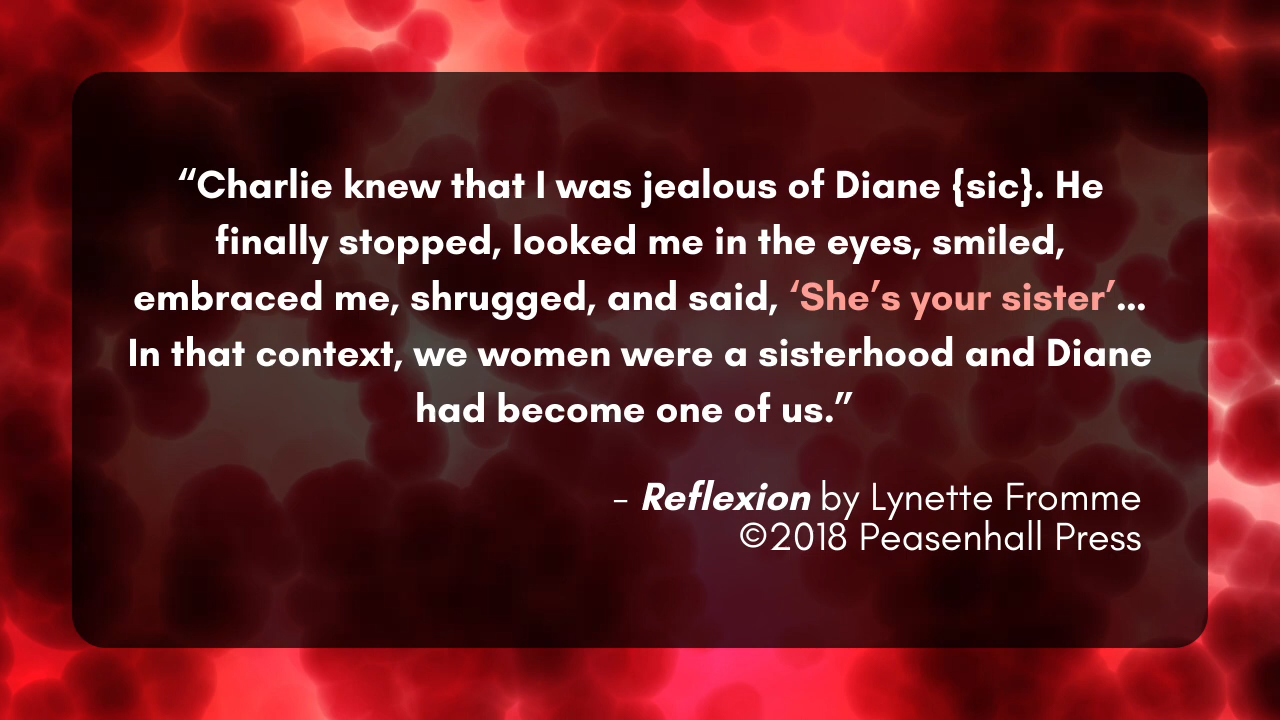 “Charlie knew that I was jealous of Diane {sic}. He
finally stopped, looked me in the eyes, smiled,
embraced me, shrugged, and said, ‘She’s your sister’...
In that context, we women were a sisterhood and Diane
had become one of us.”
- Reflexion by Lynette Fromme
©2018 Peasenhall Press